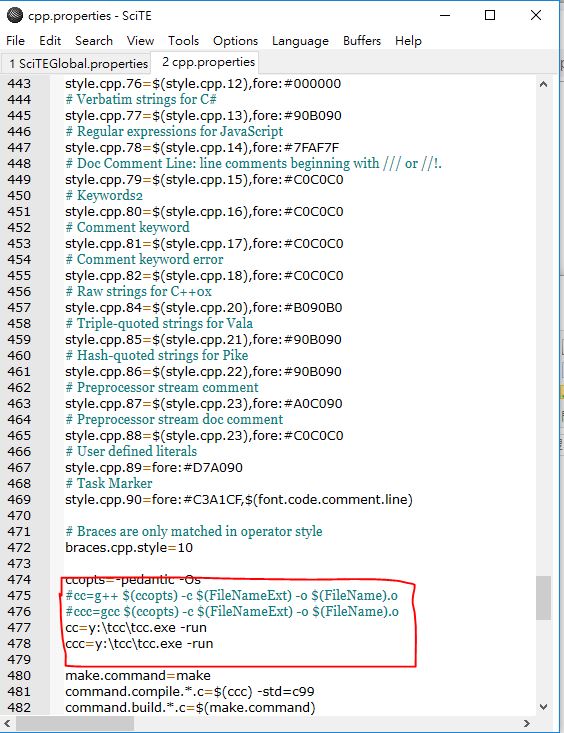 cpp.properties - SciTE
File Edit Search View Tools Options Language Buffers Help
1 SciTEGlobal.properties 2 cpp.properties
443 style.cpp.76=$(style.cpp.12),fore:#000000
444 # Verbatim strings for C#
445 style.cpp.77=$(style.cpp.13),fore:#90B090
446 # Regular expressions for JavaScript
447 style.cpp.78=$(style.cpp.14),fore:#7FAF7F
448 # Doc Comment Line: line comments beginning with /// or //!.
449 style.cpp.79=$(style.cpp.15),fore:#C0C0C0
450 # Keywords2
451 style.cpp.80=$(style.cpp.16),fore:#C0C0C0
452 # Comment keyword
453 style.cpp.81=$(style.cpp.17),fore:#C0C0C0
454 # Comment keyword error
455 style.cpp.82=$(style.cpp.18),fore:#C0C0C0
456 # Raw strings for C++0x
457 style.cpp.84=$(style.cpp.20),fore:#B090B0
458 # Triple-quoted strings for Vala
459 style.cpp.85=$(style.cpp.21),fore:#90B090
460 # Hash-quoted strings for Pike
461 style.cpp.86=$(style.cpp.22),fore:#90B090
462 # Preprocessor stream comment
463 style.cpp.87=$(style.cpp.23),fore:#A0C090
464 # Preprocessor stream doc comment
465 style.cpp.88=$(style.cpp.23),fore:#C0C0C0
466 # User defined literals
467 style.cpp.89=fore:#D7A090
468 # Task Marker
469 style.cpp.90=fore:#C3A1CF,$(font.code.comment.line)
470
471 # Braces are only matched in operator style
472 braces.cpp.style=10
473
474 ccopts=-pedantic -Os
475 #cc=g++ $(ccopts) -c $(FileNameExt) -o $(FileName).o
476 #ccc=gcc $(ccopts) -c $(FileNameExt) -o $(FileName).o
477 cc=y:\tcc\tcc.exe -run
478 ccc=y:\tcc\tcc.exe -run
479
480 make.command=make
481 command.compile.*.c=$(ccc) -std=c99
482 command.build.*.c=$(make.command)